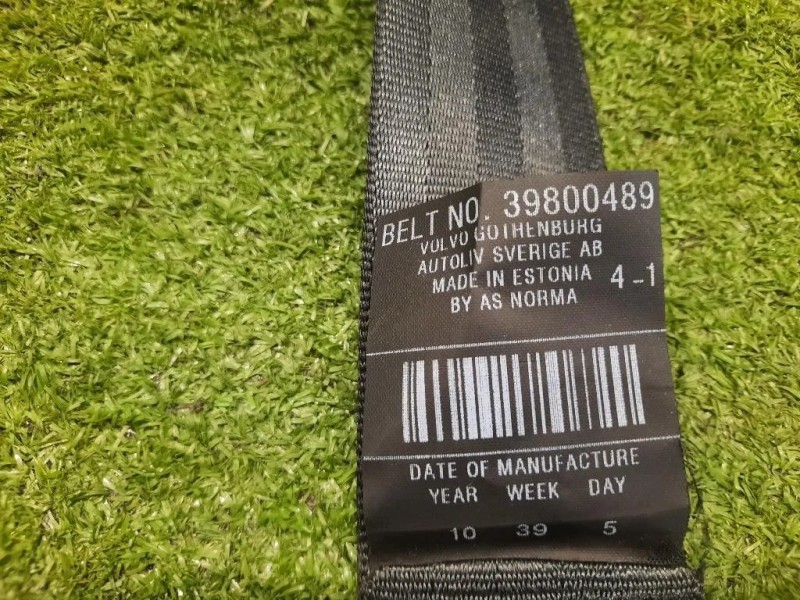 BELT NO. 39800489
VOLVO GOTHENBURG
AUTOLIV SVERIGE AB
MADE IN ESTONIA 4-1
BY AS NORMA
DATE OF MANUFACTURE
YEAR WEEK DAY
10 39 5